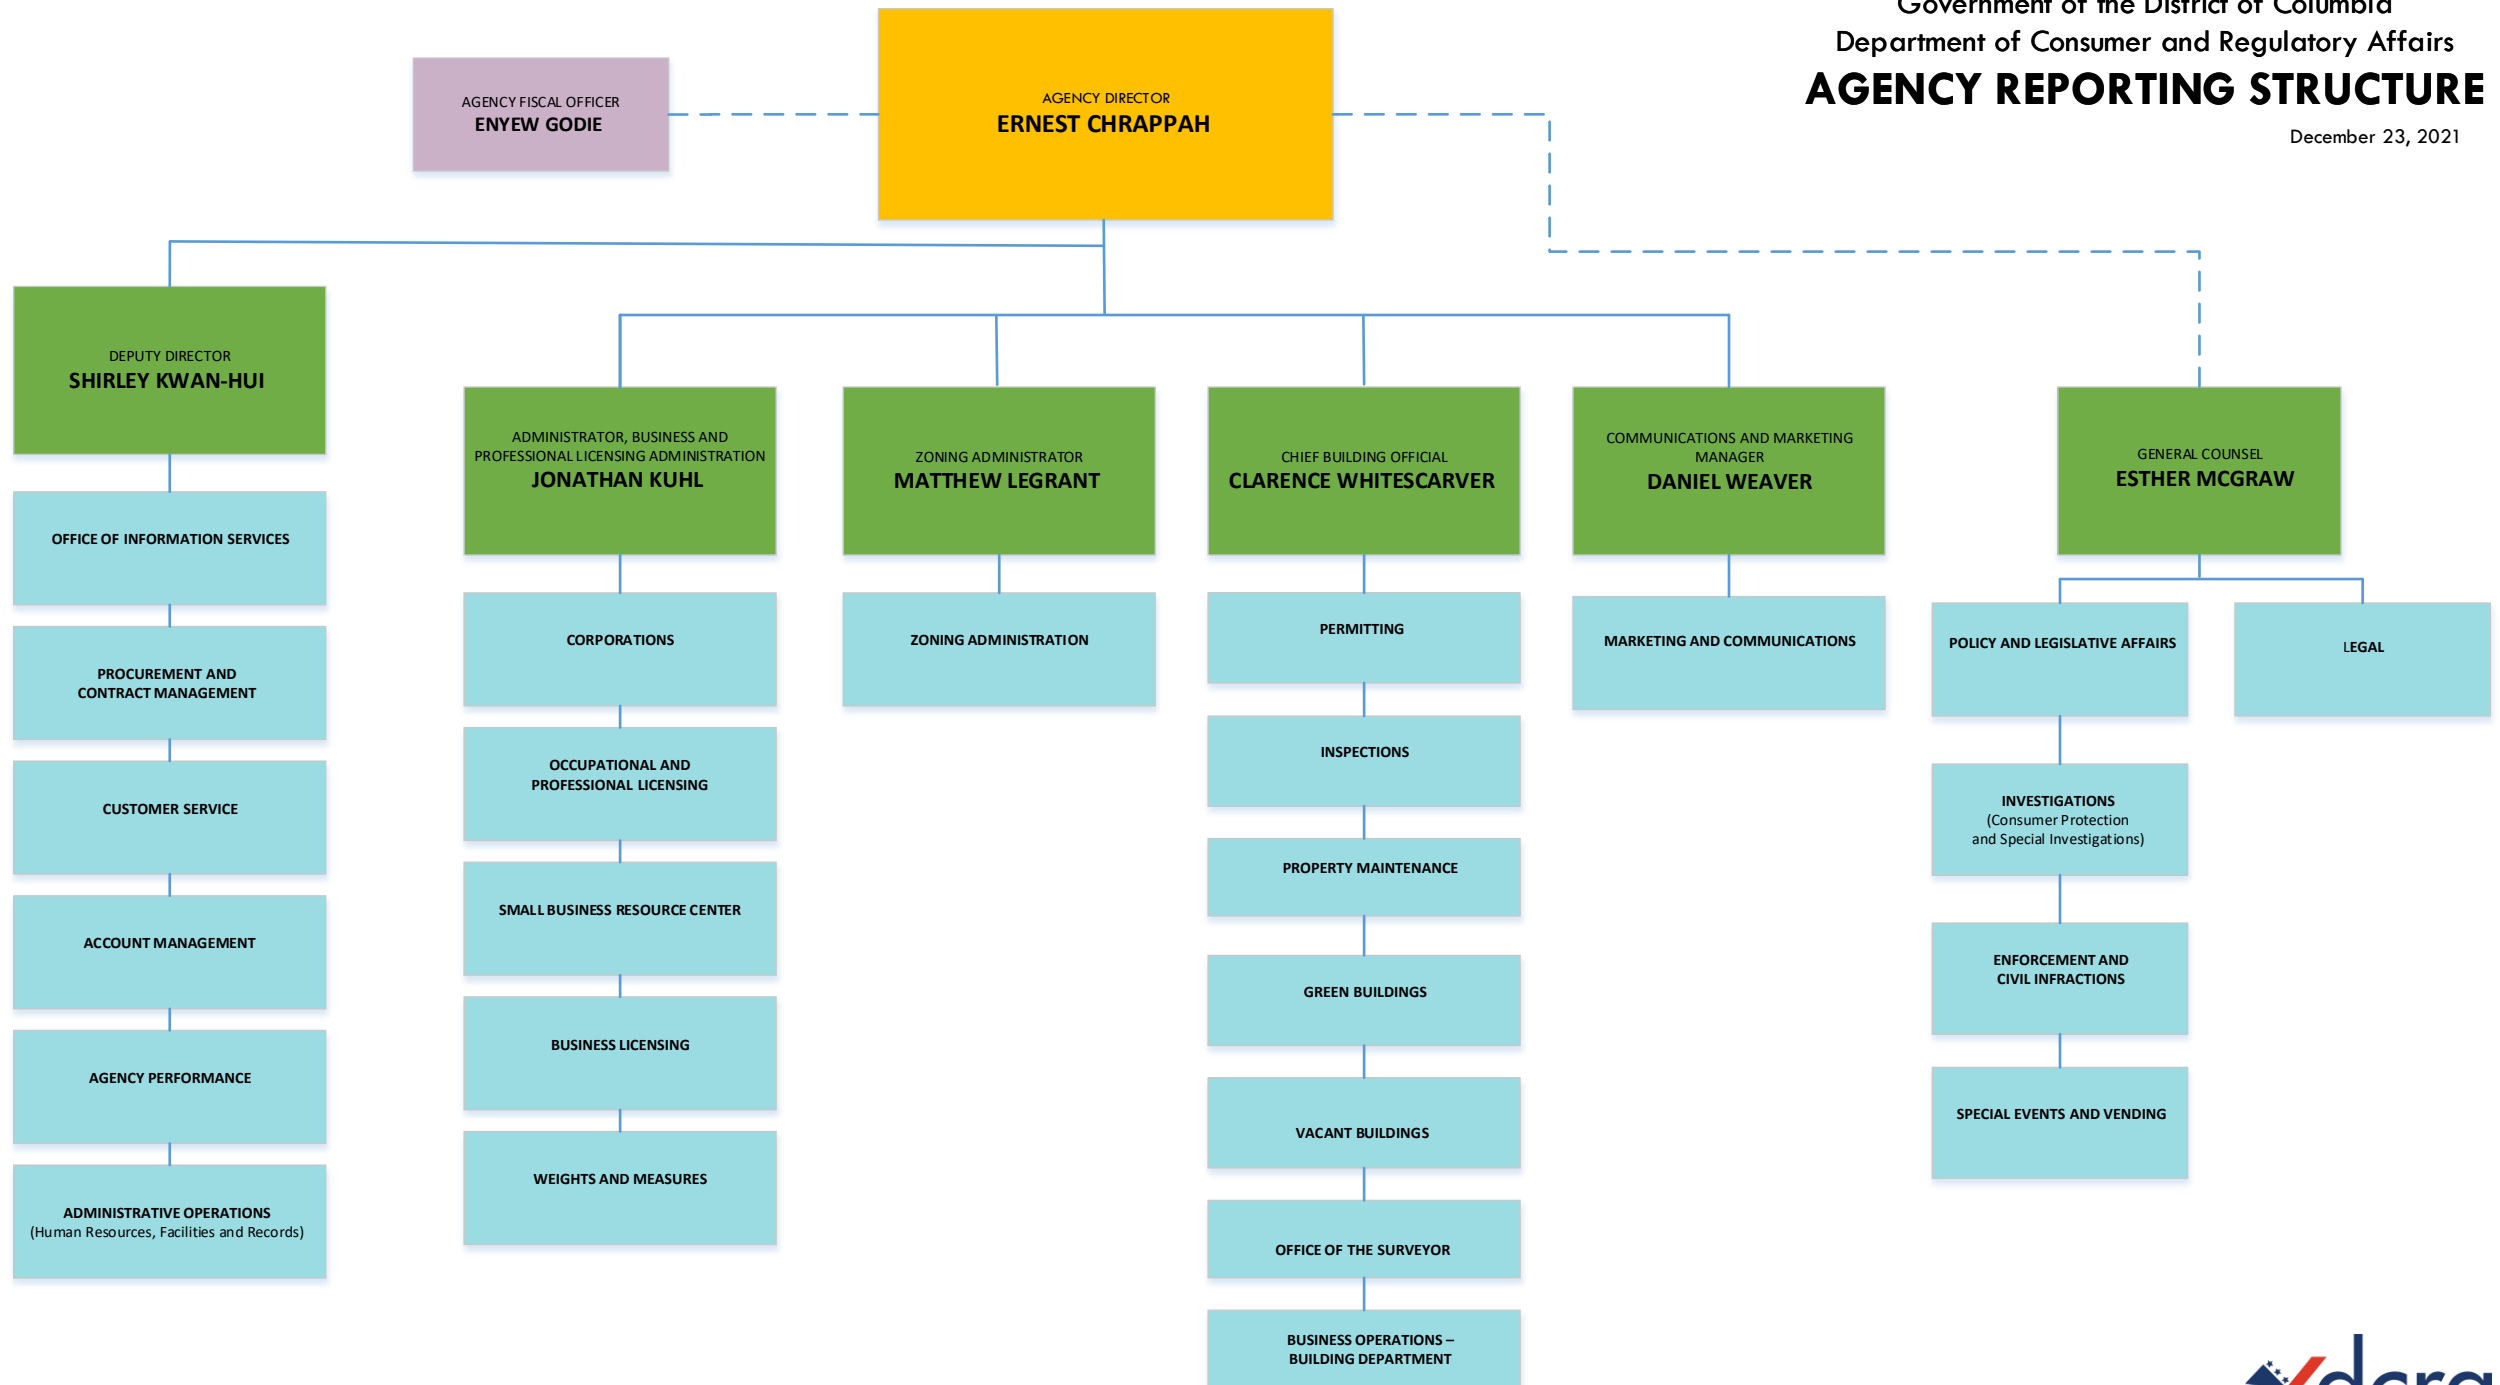 Government of the District of Columbia
Department of Consumer and Regulatory Affairs
AGENCY REPORTING STRUCTURE
December 23, 2021
AGENCY FISCAL OFFICER
ENYEW GODIE
AGENCY DIRECTOR
ERNEST CHRAPPAH
DEPUTY DIRECTOR
SHIRLEY KWAN-HUI
OFFICE OF INFORMATION SERVICES
PROCUREMENT AND
CONTRACT MANAGEMENT
CUSTOMER SERVICE
ACCOUNT MANAGEMENT
AGENCY PERFORMANCE
ADMINISTRATIVE OPERATIONS
(Human Resources, Facilities and Records)
ADMINISTRATOR, BUSINESS AND
PROFESSIONAL LICENSING ADMINISTRATION
JONATHAN KUHL
CORPORATIONS
OCCUPATIONAL AND
PROFESSIONAL LICENSING
SMALL BUSINESS RESOURCE CENTER
BUSINESS LICENSING
WEIGHTS AND MEASURES
ZONING ADMINISTRATOR
MATTHEW LEGRANT
ZONING ADMINISTRATION
CHIEF BUILDING OFFICIAL
CLARENCE WHITESCARVER
PERMITTING
INSPECTIONS
PROPERTY MAINTENANCE
GREEN BUILDINGS
VACANT BUILDINGS
OFFICE OF THE SURVEYOR
BUSINESS OPERATIONS –
BUILDING DEPARTMENT
COMMUNICATIONS AND MARKETING
MANAGER
DANIEL WEAVER
MARKETING AND COMMUNICATIONS
GENERAL COUNSEL
ESTHER MCGRAW
POLICY AND LEGISLATIVE AFFAIRS
INVESTIGATIONS
(Consumer Protection
and Special Investigations)
ENFORCEMENT AND
CIVIL INFRACTIONS
SPECIAL EVENTS AND VENDING
LEGAL
dcra